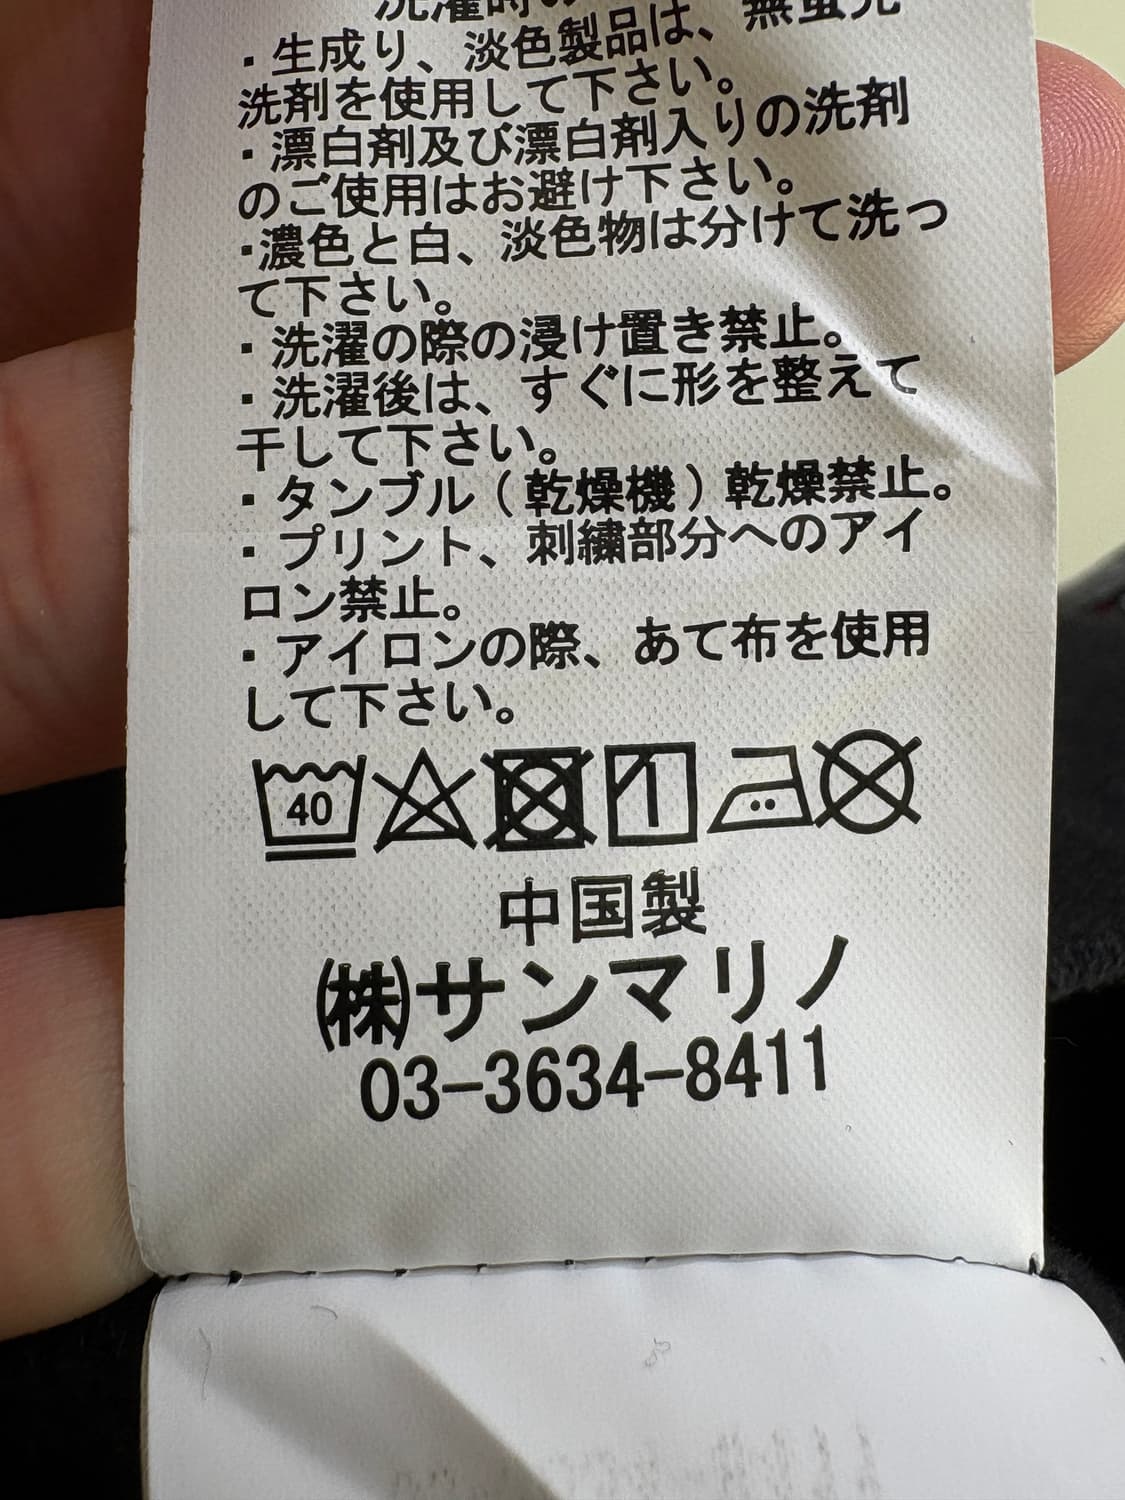 洗濯時の
・生成り、淡色製品は、無蛍光
洗剤を使用して下さい。
・漂白剤及び漂白剤入りの洗剤
のご使用はお避け下さい。
・濃色と白、淡色物は分けて洗っ
て下さい。
・洗濯の際の浸け置き禁止。
・洗濯後は、すぐに形を整えて
干して下さい。
・タンブル（乾燥機）乾燥禁止。
・プリント、刺繍部分へのアイ
ロン禁止。
・アイロンの際、あて布を使用
して下さい。
40
中国製
㈱サンマリノ
03-3634-8411